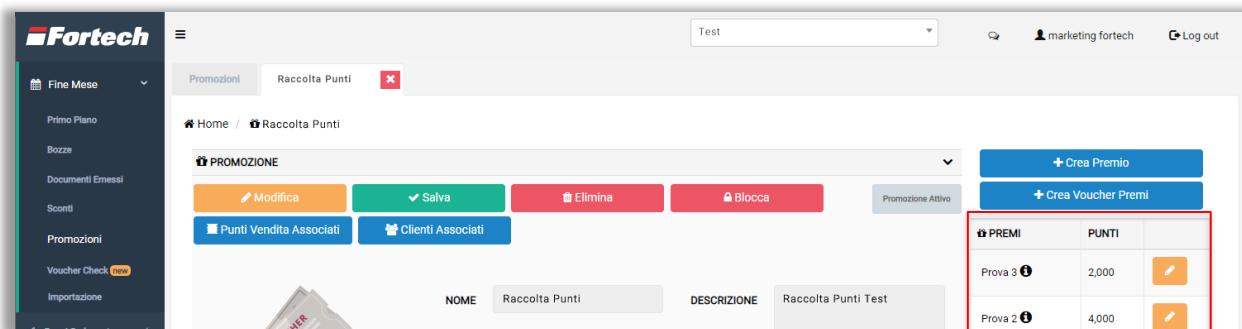 Fortech
Test
marketing fortech
Log out
Fine Mese
Promozioni
Raccolta Punti
Primo Piano
Home / Raccolta Punti
Bozze
PROMOZIONE
Crea Premio
Documenti Emessi
Modifica
Salva
Elimina
Blocca
Promozione Attivo
Crea Voucher Premi
Sconti
Punti Vendita Associati
Clienti Associati
PREMI
PUNTI
Promozioni
Voucher Check new
Prova 3
2,000
Importazione
NOME
Raccolta Punti
DESCRIZIONE
Raccolta Punti Test
Prova 2
4,000